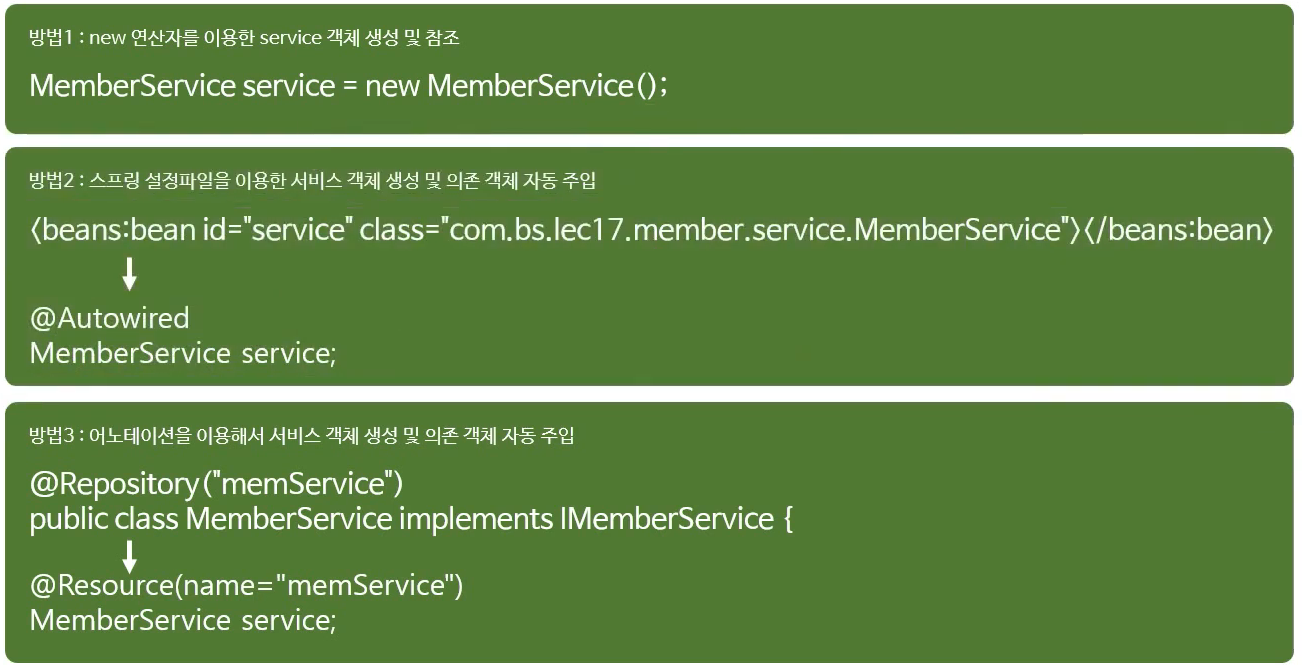 방법1 : new 연산자를 이용한 service 객체 생성 및 참조
MemberService service = new MemberService();
방법2 : 스프링 설정파일을 이용한 서비스 객체 생성 및 의존 객체 자동 주입
<beans:bean id="service" class="com.bs.lec17.member.service.MemberService"></beans:bean>
@Autowired
MemberService service;
방법3 : 어노테이션을 이용해서 서비스 객체 생성 및 의존 객체 자동 주입
@Repository("memService")
public class MemberService implements IMemberService {
@Resource(name="memService")
MemberService service;